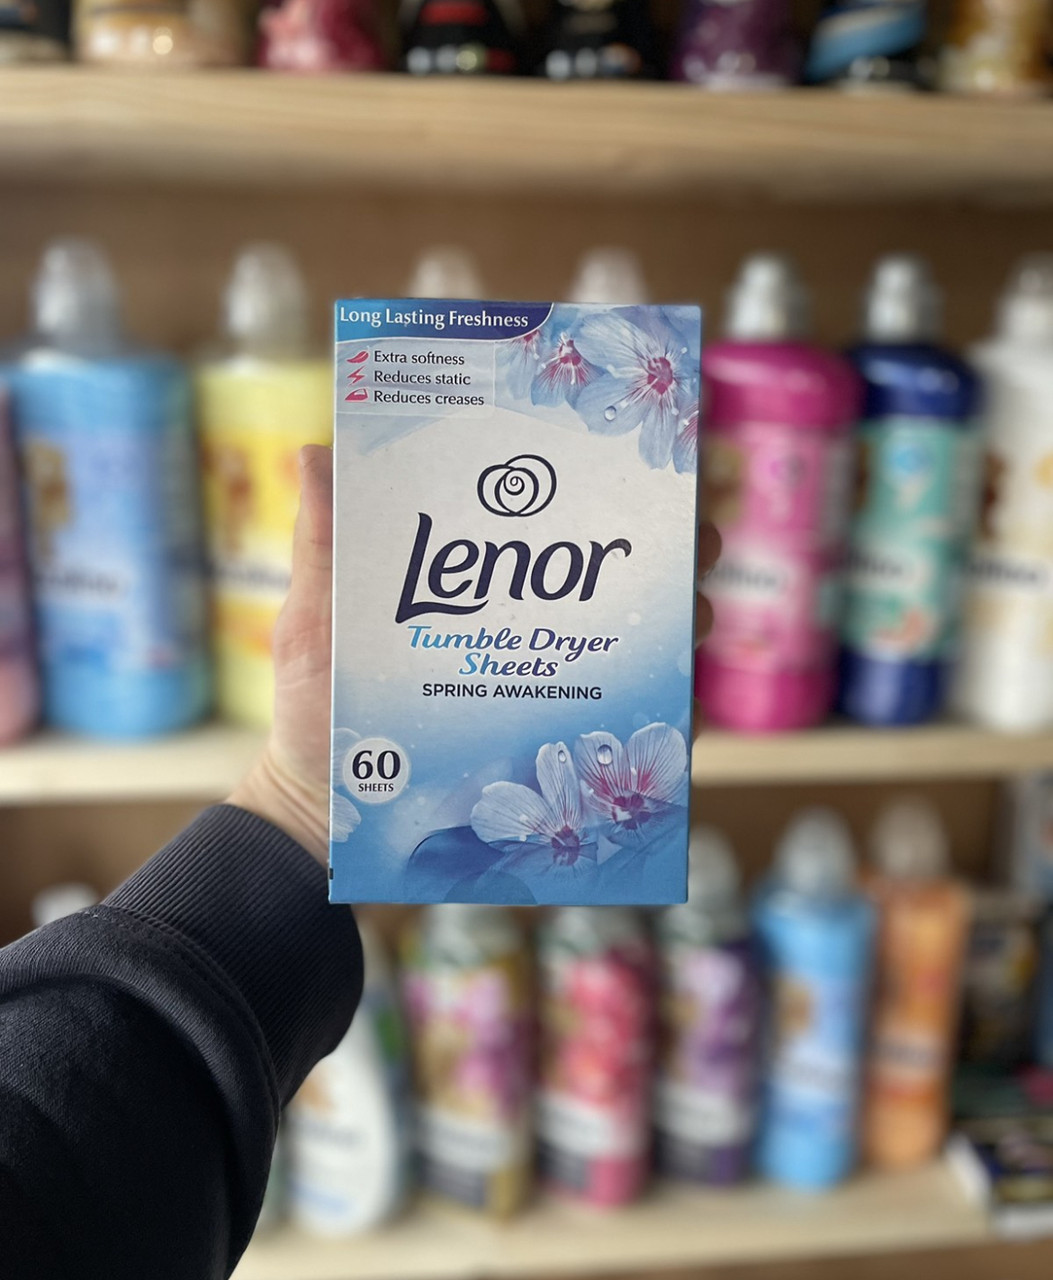 Long Lasting Freshness
Extra softness
Reduces static
Reduces creases
Lenor
Tumble Dryer
Sheets
SPRING AWAKENING
60
SHEETS